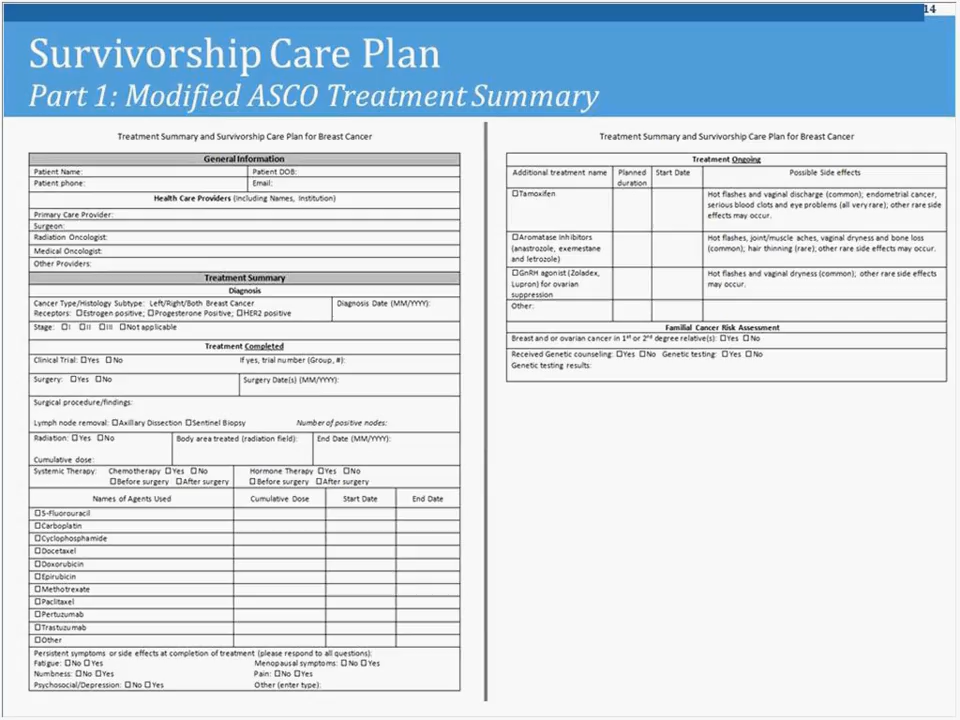 14
Survivorship Care Plan
Part 1: Modified ASCO Treatment Summary
Treatment Summary and Survivorship Care Plan for Breast Cancer
General Information
Patient Name: Patient DOB:
Patient phone: Email:
Health Care Providers (Including Names, Institution)
Primary Care Provider:
Surgeon:
Radiation Oncologist:
Medical Oncologist:
Other Providers:
Treatment Summary
Diagnosis
Cancer Type/Histology Subtype: Left/Right/Both Breast Cancer Diagnosis Date (MM/YYYY):
Receptors: ☐Estrogen positive; ☐Progesterone Positive; ☐HER2 positive
Stage: ☐I ☐II ☐III ☐Not applicable
Treatment Completed
Clinical Trial: ☐Yes ☐No If yes, trial number (Group, #):
Surgery: ☐Yes ☐No Surgery Date(s) (MM/YYYY):
Surgical procedure/findings:
Lymph node removal: ☐Axillary Dissection ☐Sentinel Biopsy Number of positive nodes:
Radiation: ☐Yes ☐No Body area treated (radiation field): End Date (MM/YYYY):
Cumulative dose:
Systemic Therapy: Chemotherapy ☐Yes ☐No Hormone Therapy ☐Yes ☐No
☐Before surgery ☐After surgery ☐Before surgery ☐After surgery
Names of Agents Used Cumulative Dose Start Date End Date
☐5-Fluorouracil
☐Carboplatin
☐Cyclophosphamide
☐Docetaxel
☐Doxorubicin
☐Epirubicin
☐Methotrexate
☐Paclitaxel
☐Pertuzumab
☐Trastuzumab
☐Other
Persistent symptoms or side effects at completion of treatment (please respond to all questions):
Fatigue: ☐No ☐Yes Menopausal symptoms: ☐No ☐Yes
Numbness: ☐No ☐Yes Pain: ☐No ☐Yes
Psychosocial/Depression: ☐No ☐Yes Other (enter type):
Treatment Summary and Survivorship Care Plan for Breast Cancer
Treatment Ongoing
Additional treatment name Planned Start Date Possible Side effects
duration
☐Tamoxifen Hot flashes and vaginal discharge (common); endometrial cancer,
serious blood clots and eye problems (all very rare); other rare side
effects may occur.
☐Aromatase Inhibitors Hot flashes, joint/muscle aches, vaginal dryness and bone loss
(anastrozole, exemestane (common); hair thinning (rare); other rare side effects may occur.
and letrozole)
☐GnRH agonist (Zoladex, Hot flashes and vaginal dryness (common); other rare side effects
Lupron) for ovarian may occur.
suppression
Other:
Familial Cancer Risk Assessment
Breast and or ovarian cancer in 1st or 2nd degree relative(s): ☐Yes ☐No
Received Genetic counseling: ☐Yes ☐No Genetic testing: ☐Yes ☐No
Genetic testing results: